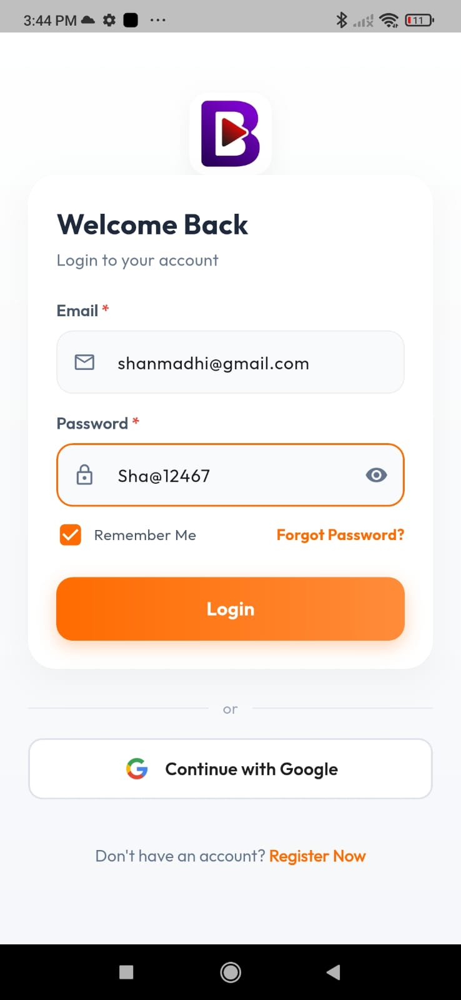 3:44 PM
11
B
Welcome Back
Login to your account
Email *
shanmadhi@gmail.com
Password *
Sha@12467
Remember Me
Forgot Password?
Login
or
Continue with Google
Don't have an account? Register Now